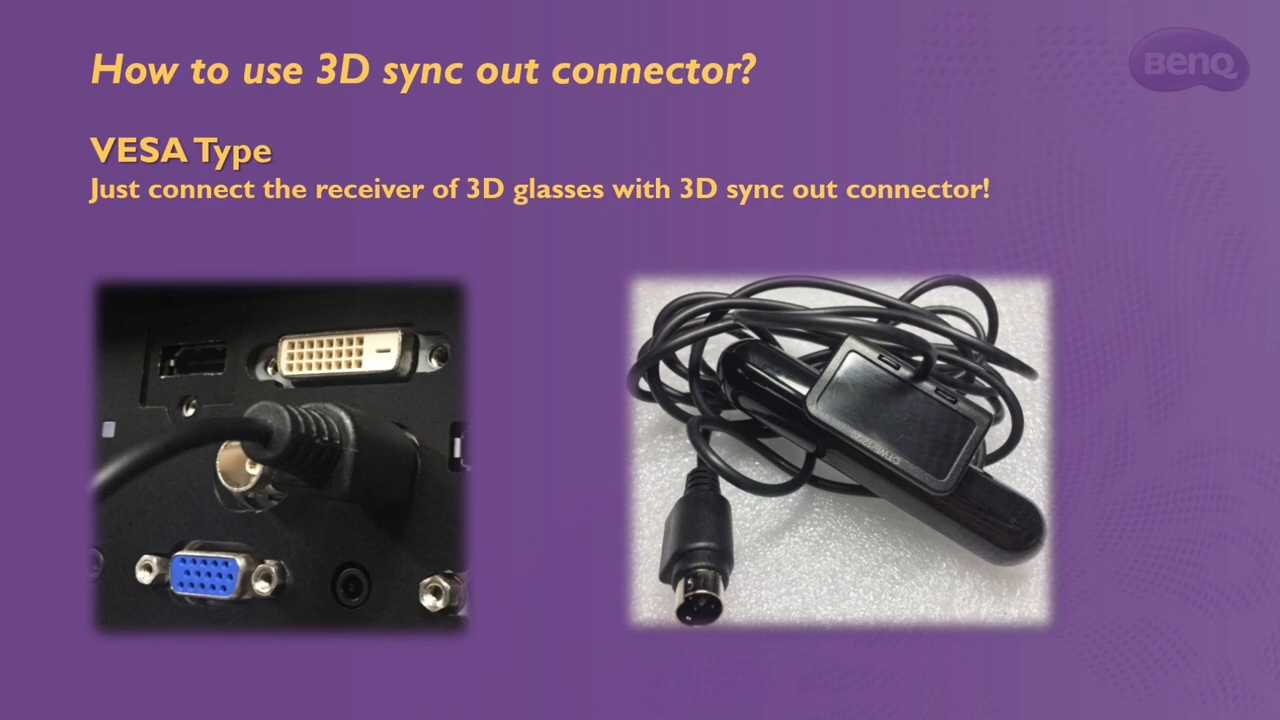 How to use 3D sync out connector?
BenQ
VESA Type
Just connect the receiver of 3D glasses with 3D sync out connector!